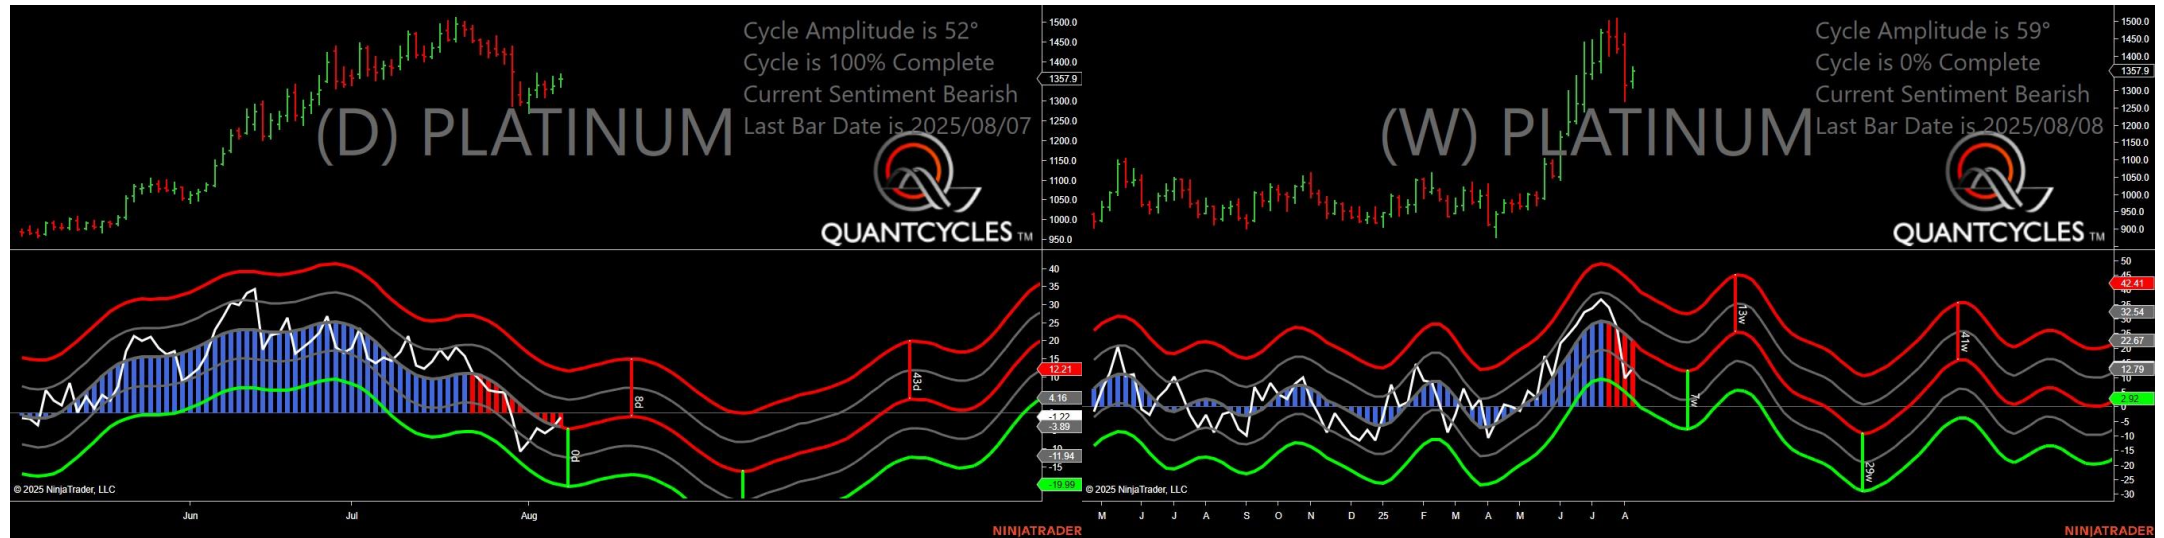 Cycle Amplitude is 52°
Cycle is 100% Complete
Current Sentiment Bearish
Last Bar Date is 2025/08/07
(D) PLATINUM
QUANTCYCLES TM
1500.0
1450.0
1400.0
1357.9
1300.0
1250.0
1200.0
1150.0
1100.0
1050.0
1000.0
950.0
40
35
30
25
20
15
12.21
10
4.16
-1.22
-3.89
-11.94
-15
-19.99
0d
8d
43d
© 2025 NinjaTrader, LLC
Jun
Jul
Aug
NINJATRADER
Cycle Amplitude is 59°
Cycle is 0% Complete
Current Sentiment Bearish
Last Bar Date is 2025/08/08
(W) PLATINUM
QUANTCYCLES TM
1500.0
1450.0
1400.0
1357.9
1300.0
1250.0
1200.0
1150.0
1100.0
1050.0
1000.0
950.0
900.0
50
45
42.41
32.54
30
22.67
15
12.79
10
5
2.92
0
-5
-10
-15
-20
-25
-30
7w
13w
29w
41w
© 2025 NinjaTrader, LLC
M
J
J
A
S
O
N
D
25
F
M
A
M
J
J
A
NINJATRADER